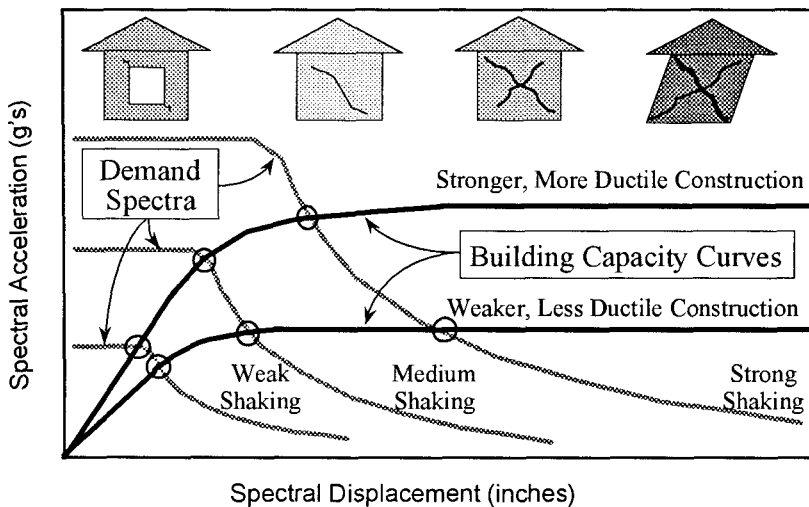 Spectral Acceleration (g's)
Demand
Spectra
Stronger, More Ductile Construction
Building Capacity Curves
Weaker, Less Ductile Construction
Weak
Shaking
Medium
Shaking
Strong
Shaking
Spectral Displacement (inches)